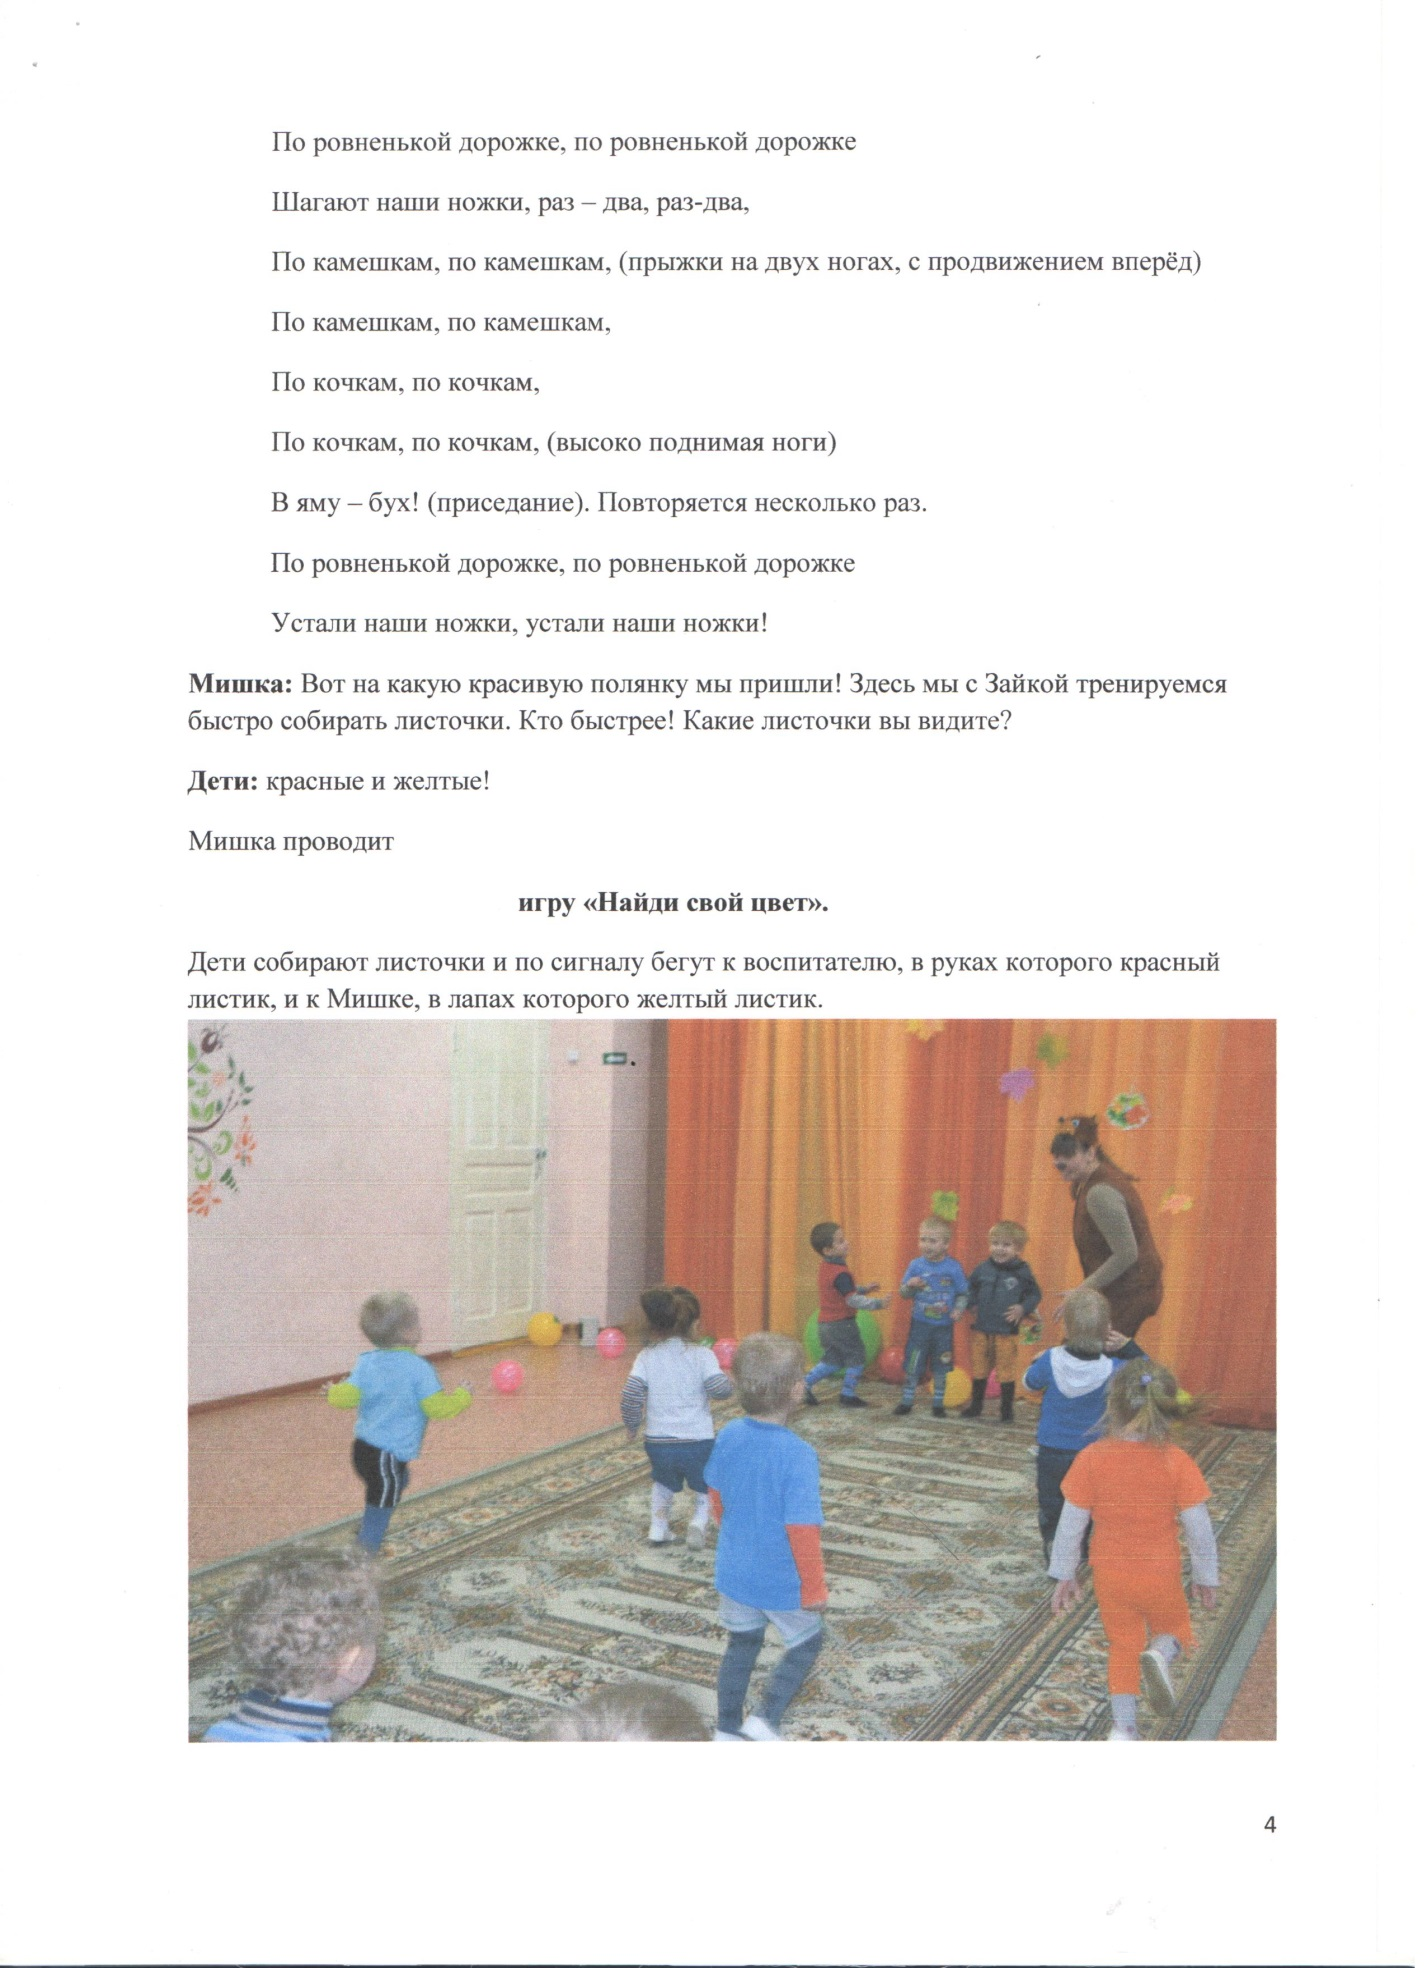 По ровненькой дорожке, по ровненькой дорожке
Шагают наши ножки, раз – два, раз-два,
По камешкам, по камешкам, (прыжки на двух ногах, с продвижением вперёд)
По камешкам, по камешкам,
По кочкам, по кочкам,
По кочкам, по кочкам, (высоко поднимая ноги)
В яму – бух! (приседание). Повторяется несколько раз.
По ровненькой дорожке, по ровненькой дорожке
Устали наши ножки, устали наши ножки!
Мишка: Вот на какую красивую полянку мы пришли! Здесь мы с Зайкой тренируемся
быстро собирать листочки. Кто быстрее! Какие листочки вы видите?
Дети: красные и желтые!
Мишка проводит
игру «Найди свой цвет».
Дети собирают листочки и по сигналу бегут к воспитателю, в руках которого красный
листик, и к Мишке, в лапах которого желтый листик.
4